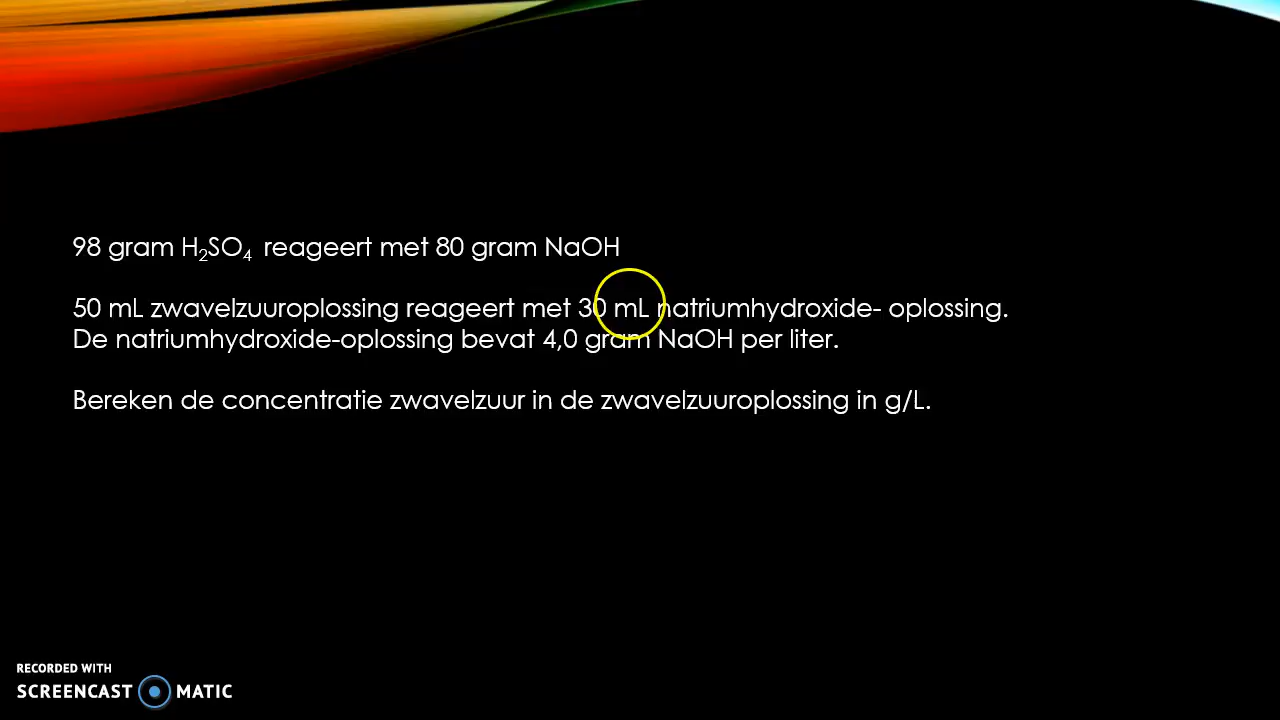 98 gram H₂SO₄ reageert met 80 gram NaOH
50 mL zwavelzuuroplossing reageert met 30 mL natriumhydroxide- oplossing.
De natriumhydroxide-oplossing bevat 4,0 gram NaOH per liter.
Bereken de concentratie zwavelzuur in de zwavelzuuroplossing in g/L.
RECORDED WITH
SCREENCAST MATIC